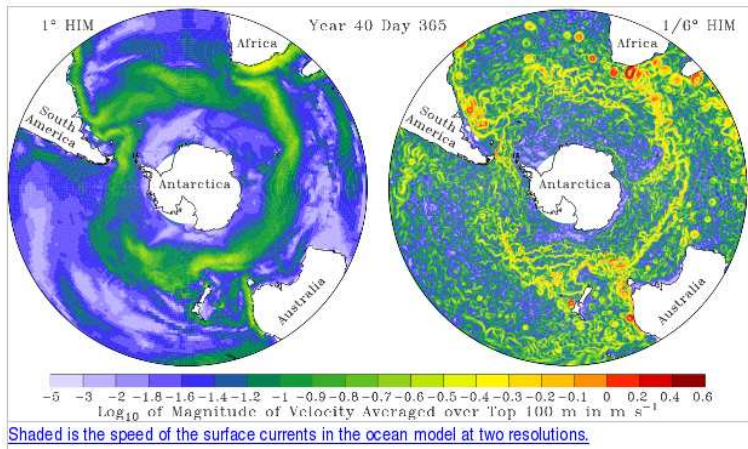 1° HIM
Year 40 Day 365
1/6° HIM
Africa
South
America
Antarctica
Australia
Africa
South
America
Antarctica
Australia
−5 −3 −2 −1.8 −1.6 −1.4 −1.2 −1 −0.9 −0.8 −0.7 −0.6 −0.5 −0.4 −0.3 −0.2 −0.1 0 0.2 0.4 0.6
Log10 of Magnitude of Velocity Averaged over Top 100 m in m s−1
Shaded is the speed of the surface currents in the ocean model at two resolutions.